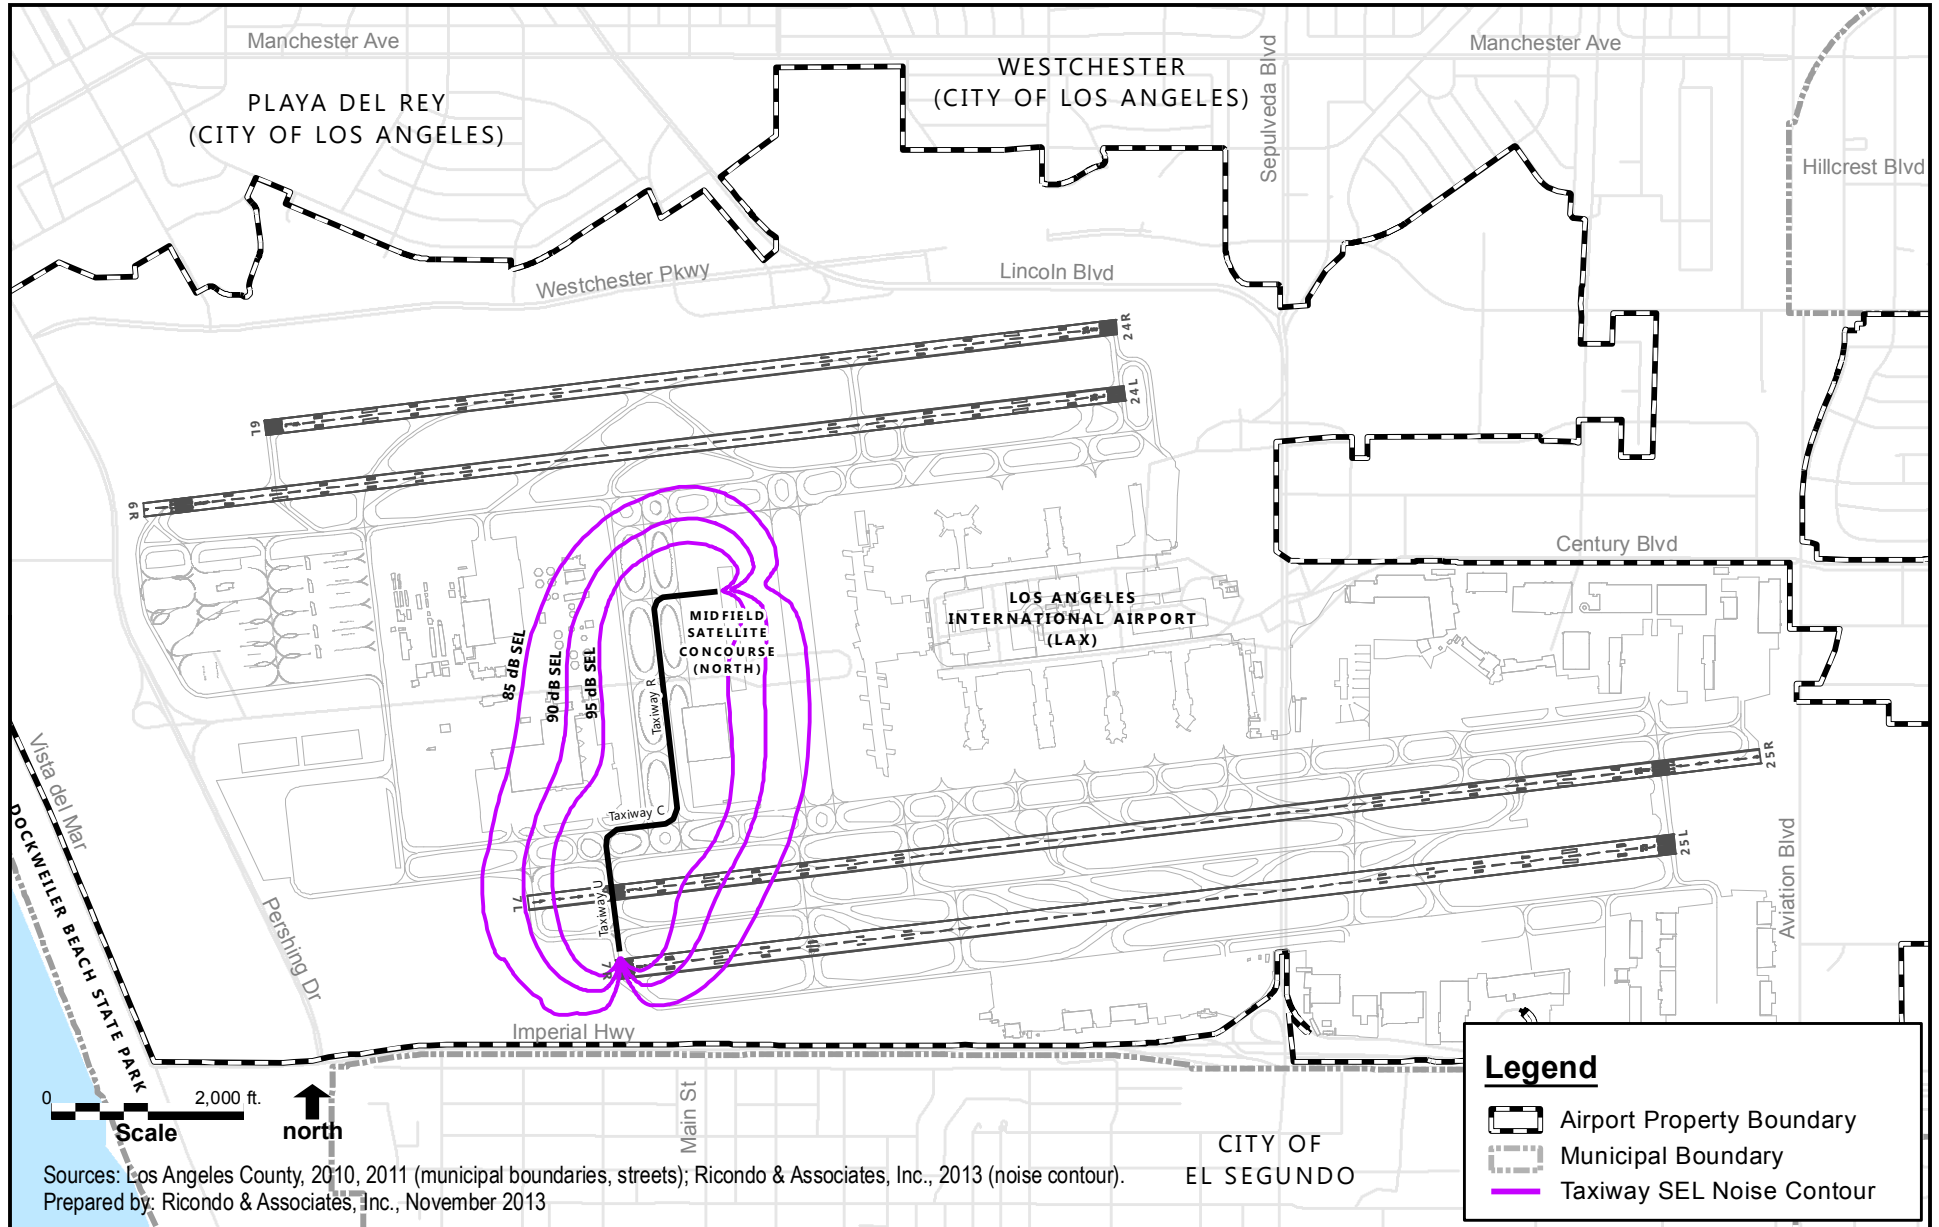 Manchester Ave
Manchester Ave
WESTCHESTER
(CITY OF LOS ANGELES)
Sepulveda Blvd
PLAYA DEL REY
(CITY OF LOS ANGELES)
Hillcrest Blvd
Westchester Pkwy
Lincoln Blvd
24R
24L
6L
6R
Century Blvd
LOS ANGELES
INTERNATIONAL AIRPORT
(LAX)
MIDFIELD
SATELLITE
CONCOURSE
(NORTH)
85 dB SEL
90 dB SEL
95 dB SEL
Taxiway R
Taxiway C
Taxiway U
25R
25L
7L
7R
Vista del Mar
DOCKWEILER BEACH STATE PARK
Pershing Dr
Aviation Blvd
Imperial Hwy
Main St
CITY OF
EL SEGUNDO
0 2,000 ft.
Scale
north
Legend
Airport Property Boundary
Municipal Boundary
Taxiway SEL Noise Contour
Sources: Los Angeles County, 2010, 2011 (municipal boundaries, streets); Ricondo & Associates, Inc., 2013 (noise contour).
Prepared by: Ricondo & Associates, Inc., November 2013